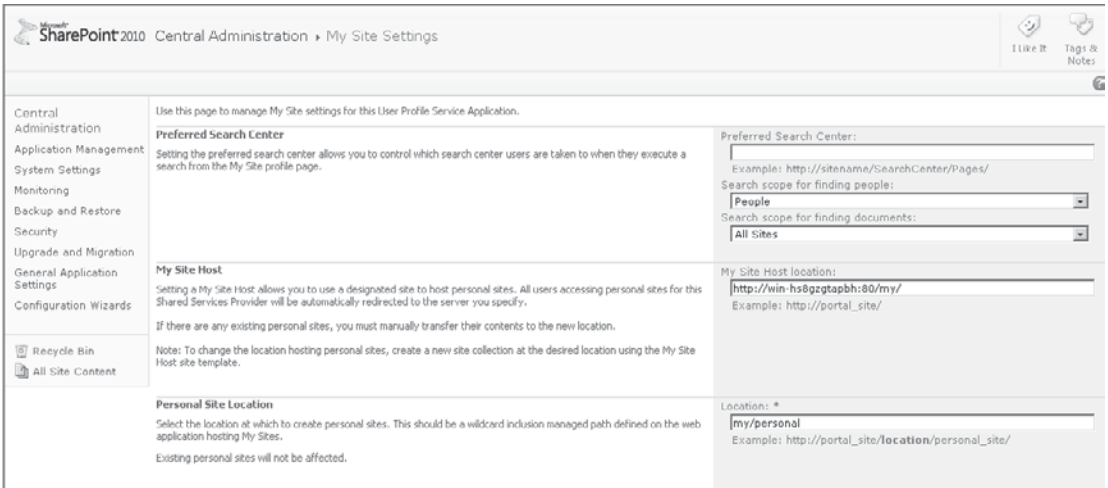 Microsoft
SharePoint 2010 Central Administration ▸ My Site Settings
I Like It
Tags &
Notes
Central
Administration
Application Management
System Settings
Monitoring
Backup and Restore
Security
Upgrade and Migration
General Application
Settings
Configuration Wizards
Recycle Bin
All Site Content
Use this page to manage My Site settings for this User Profile Service Application.
Preferred Search Center
Setting the preferred search center allows you to control which search center users are taken to when they execute a
search from the My Site profile page.
Preferred Search Center:
Example: http://sitename/SearchCenter/Pages/
Search scope for finding people:
People
Search scope for finding documents:
All Sites
My Site Host
Setting a My Site Host allows you to use a designated site to host personal sites. All users accessing personal sites for this
Shared Services Provider will be automatically redirected to the server you specify.
If there are any existing personal sites, you must manually transfer their contents to the new location.
Note: To change the location hosting personal sites, create a new site collection at the desired location using the My Site
Host site template.
My Site Host location:
http://win-hs8gzgtapbh:80/my/
Example: http://portal_site/
Personal Site Location
Select the location at which to create personal sites. This should be a wildcard inclusion managed path defined on the web
application hosting My Sites.
Existing personal sites will not be affected.
Location: *
my/personal
Example: http://portal_site/location/personal_site/